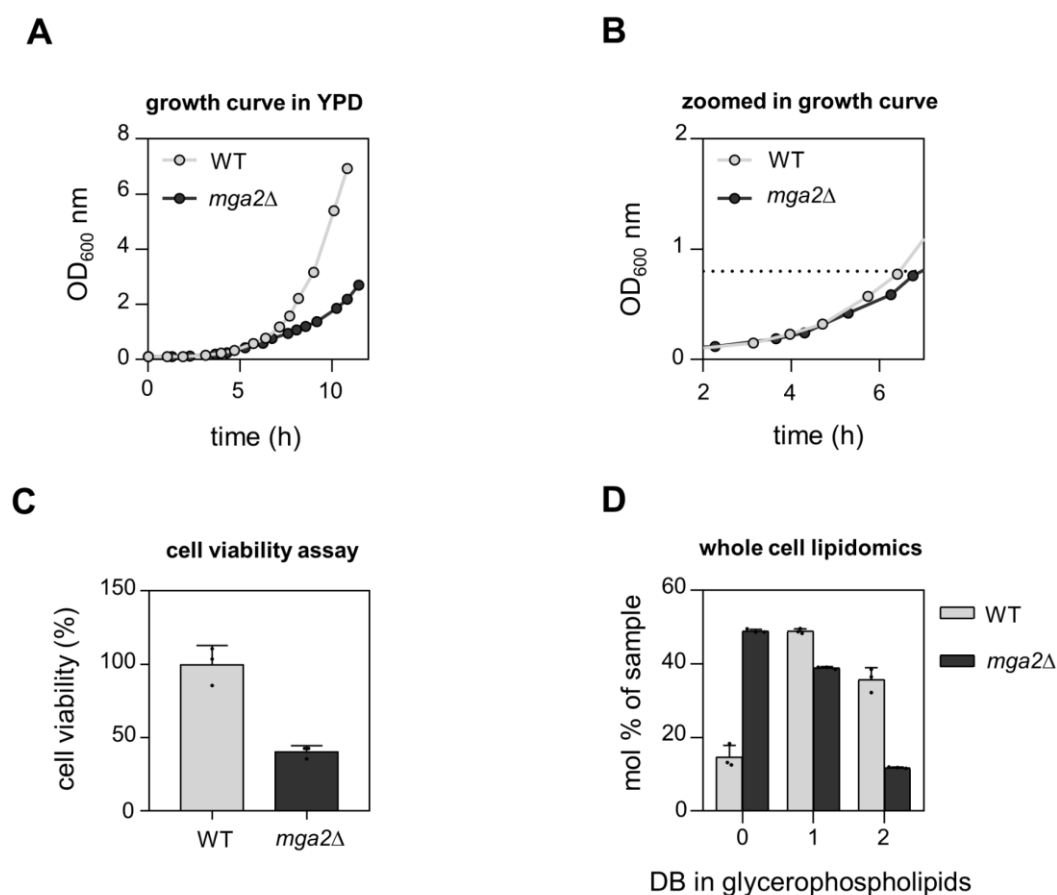 A
growth curve in YPD
8
6
4
2
0
OD600 nm
WT
mga2Δ
0
5
10
time (h)
B
zoomed in growth curve
2
1
0
OD600 nm
WT
mga2Δ
2
4
6
time (h)
C
cell viability assay
150
100
50
0
cell viability (%)
WT
mga2Δ
D
whole cell lipidomics
60
40
20
0
mol % of sample
WT
mga2Δ
0
1
2
DB in glycerophospholipids